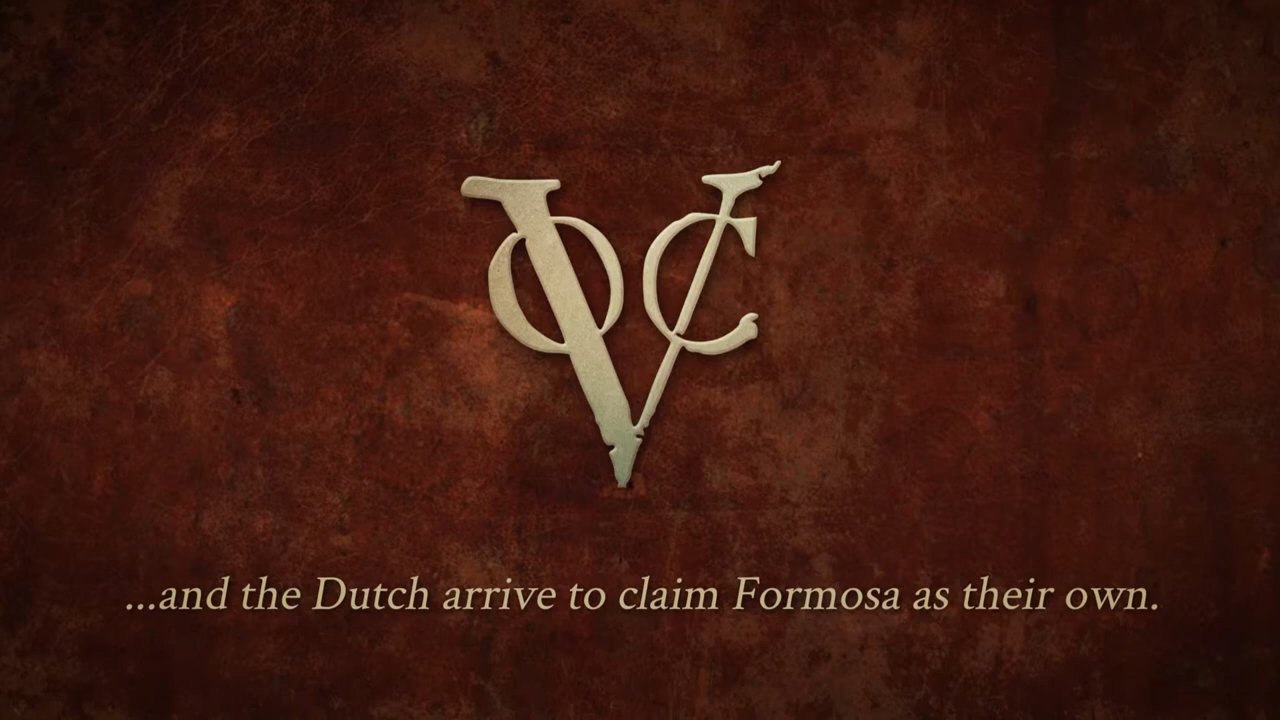 VOC
...and the Dutch arrive to claim Formosa as their own.